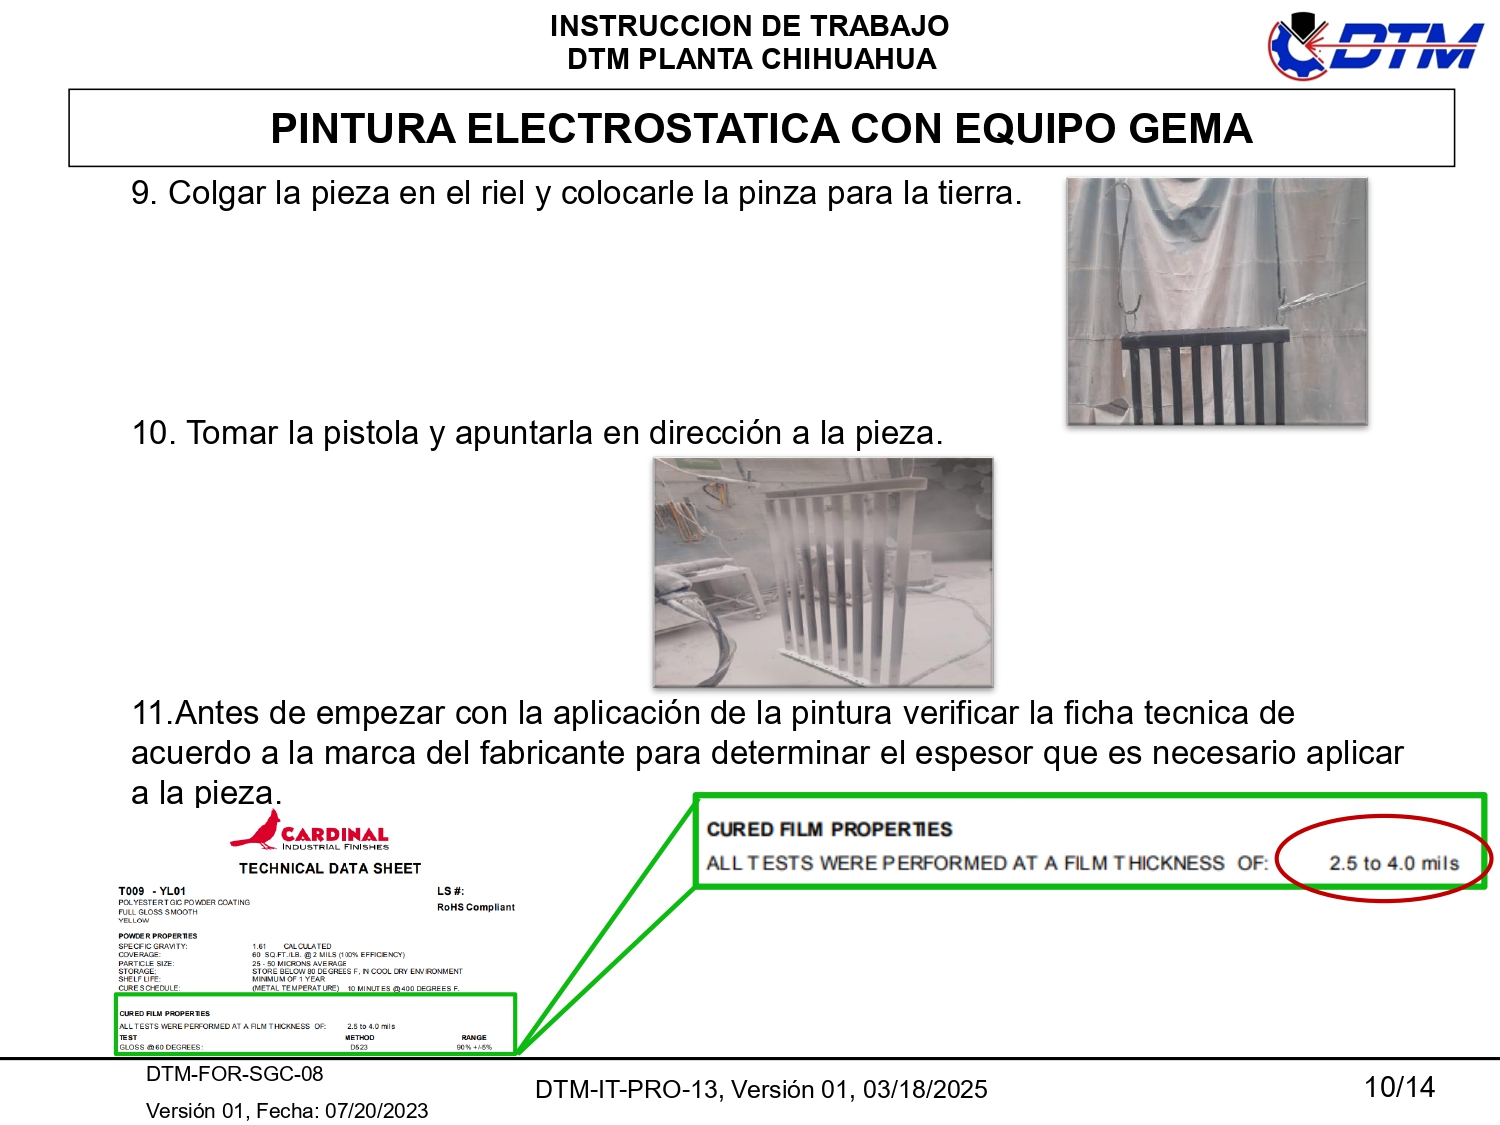 INSTRUCCION DE TRABAJO
DTM PLANTA CHIHUAHUA
DTM
PINTURA ELECTROSTATICA CON EQUIPO GEMA
9. Colgar la pieza en el riel y colocarle la pinza para la tierra.
10. Tomar la pistola y apuntarla en dirección a la pieza.
11.Antes de empezar con la aplicación de la pintura verificar la ficha tecnica de
acuerdo a la marca del fabricante para determinar el espesor que es necesario aplicar
a la pieza.
CARDINAL
INDUSTRIAL FINISHES
TECHNICAL DATA SHEET
T009 - YL01 LS #:
POLYESTER TGIC POWDER COATING RoHS Compliant
FULL GLOSS SMOOTH
YELLOW
POWDER PROPERTIES
SPECIFIC GRAVITY: 1.61 CALCULATED
COVERAGE: 60 SQ.FT./LB. @ 2 MILS (100% EFFICIENCY)
PARTICLE SIZE: 25 - 50 MICRONS AVERAGE
STORAGE: STORE BELOW 80 DEGREES F, IN COOL DRY ENVIRONMENT
SHELF LIFE: MINIMUM OF 1 YEAR
CURE SCHEDULE: (METAL TEMPERATURE) 10 MINUTES @ 400 DEGREES F.
CURED FILM PROPERTIES
ALL TESTS WERE PERFORMED AT A FILM THICKNESS OF: 2.5 to 4.0 mils
TEST METHOD RANGE
GLOSS @ 60 DEGREES: D523 90% +/-5%
CURED FILM PROPERTIES
ALL TESTS WERE PERFORMED AT A FILM THICKNESS OF: 2.5 to 4.0 mils
DTM-FOR-SGC-08
Versión 01, Fecha: 07/20/2023
DTM-IT-PRO-13, Versión 01, 03/18/2025
10/14